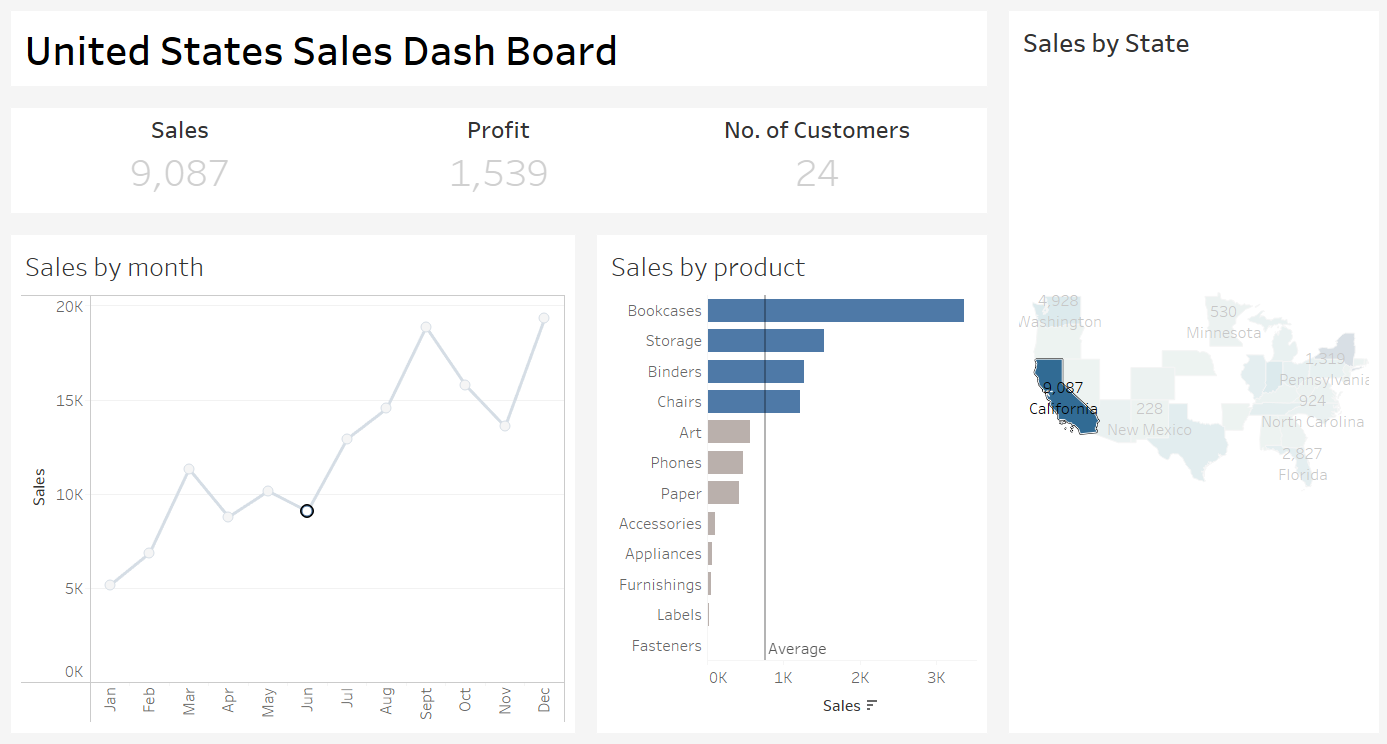 United States Sales Dash Board
Sales
9,087
Profit
1,539
No. of Customers
24
Sales by month
20K
15K
10K
5K
0K
Sales
Jan
Feb
Mar
Apr
May
Jun
Jul
Aug
Sept
Oct
Nov
Dec
Sales by product
Bookcases
Storage
Binders
Chairs
Art
Phones
Paper
Accessories
Appliances
Furnishings
Labels
Fasteners
Average
0K
1K
2K
3K
Sales
Sales by State
4,928
Washington
530
Minnesota
1,319
Pennsylvania
9,087
California
924
North Carolina
228
New Mexico
2,827
Florida